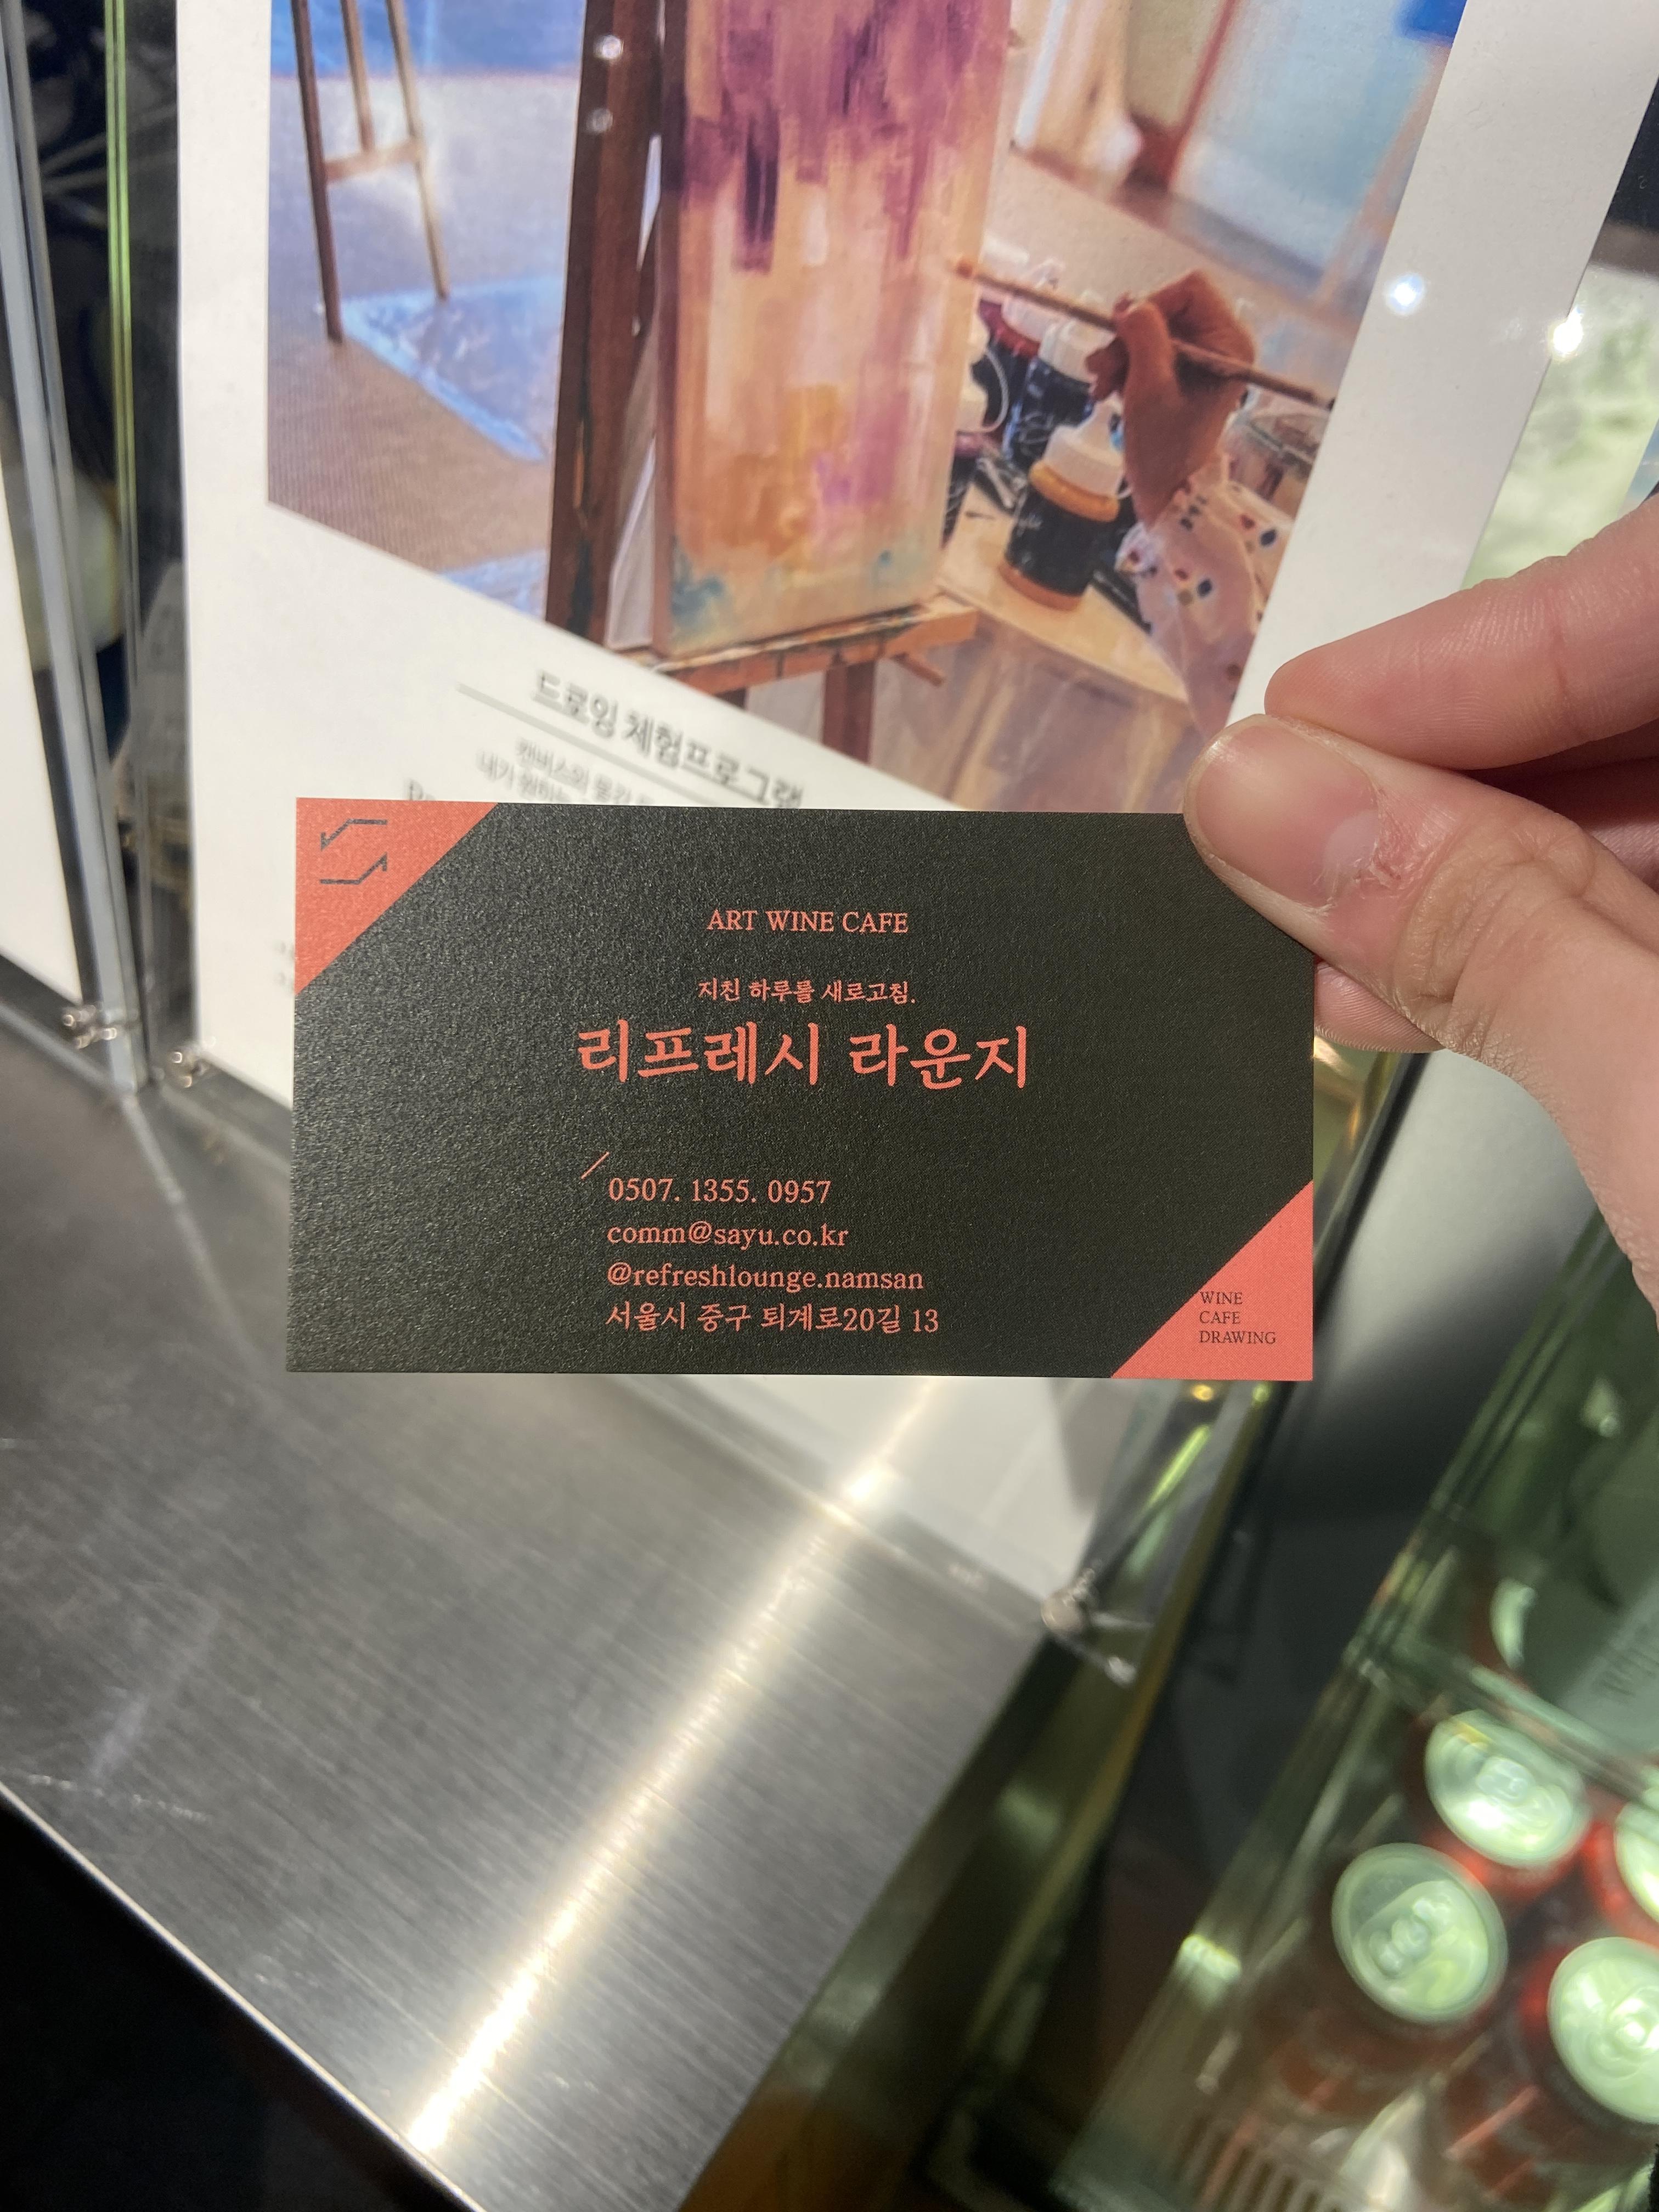 드로잉 체험프로그램
ART WINE CAFE
지친 하루를 새로고침.
리프레시 라운지
0507. 1355. 0957
comm@sayu.co.kr
@refreshlounge.namsan
서울시 중구 퇴계로20길 13
WINE
CAFE
DRAWING